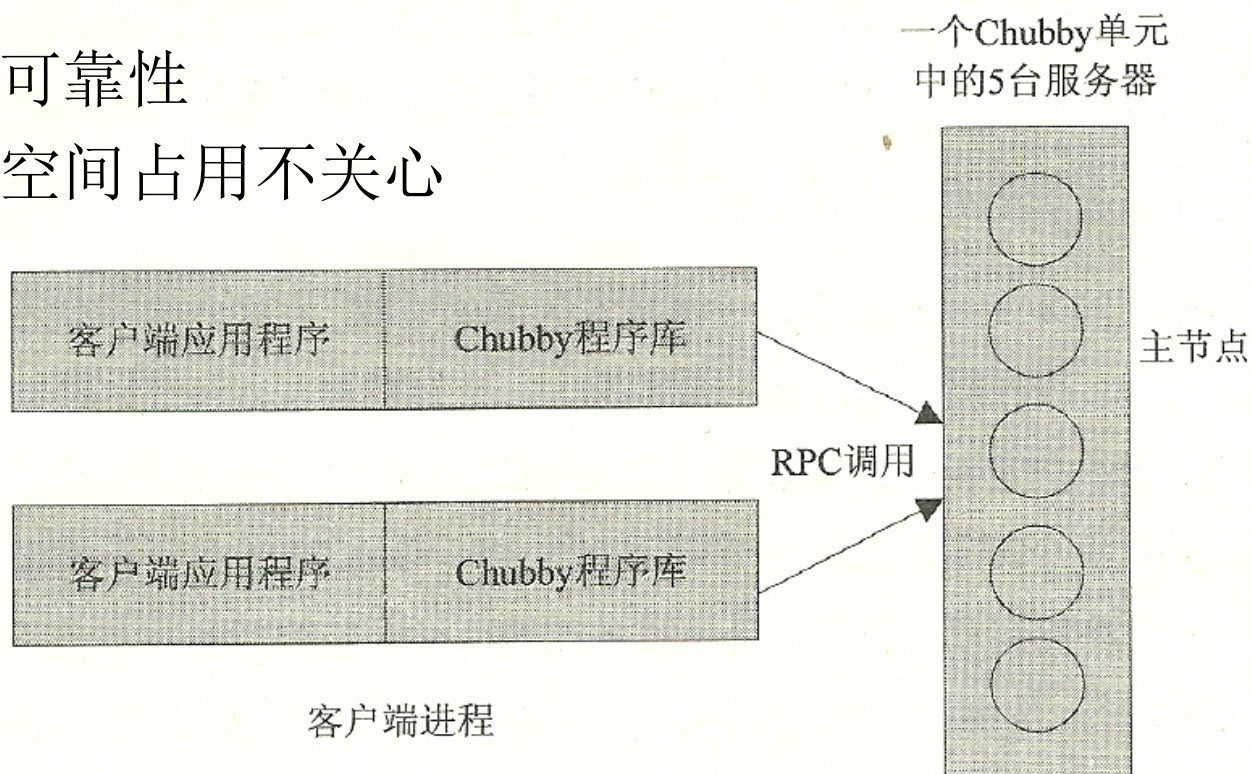 一个Chubby单元
中的5台服务器
可靠性
空间占用不关心
客户端应用程序
Chubby程序库
主节点
RPC调用
客户端应用程序
Chubby程序库
客户端进程